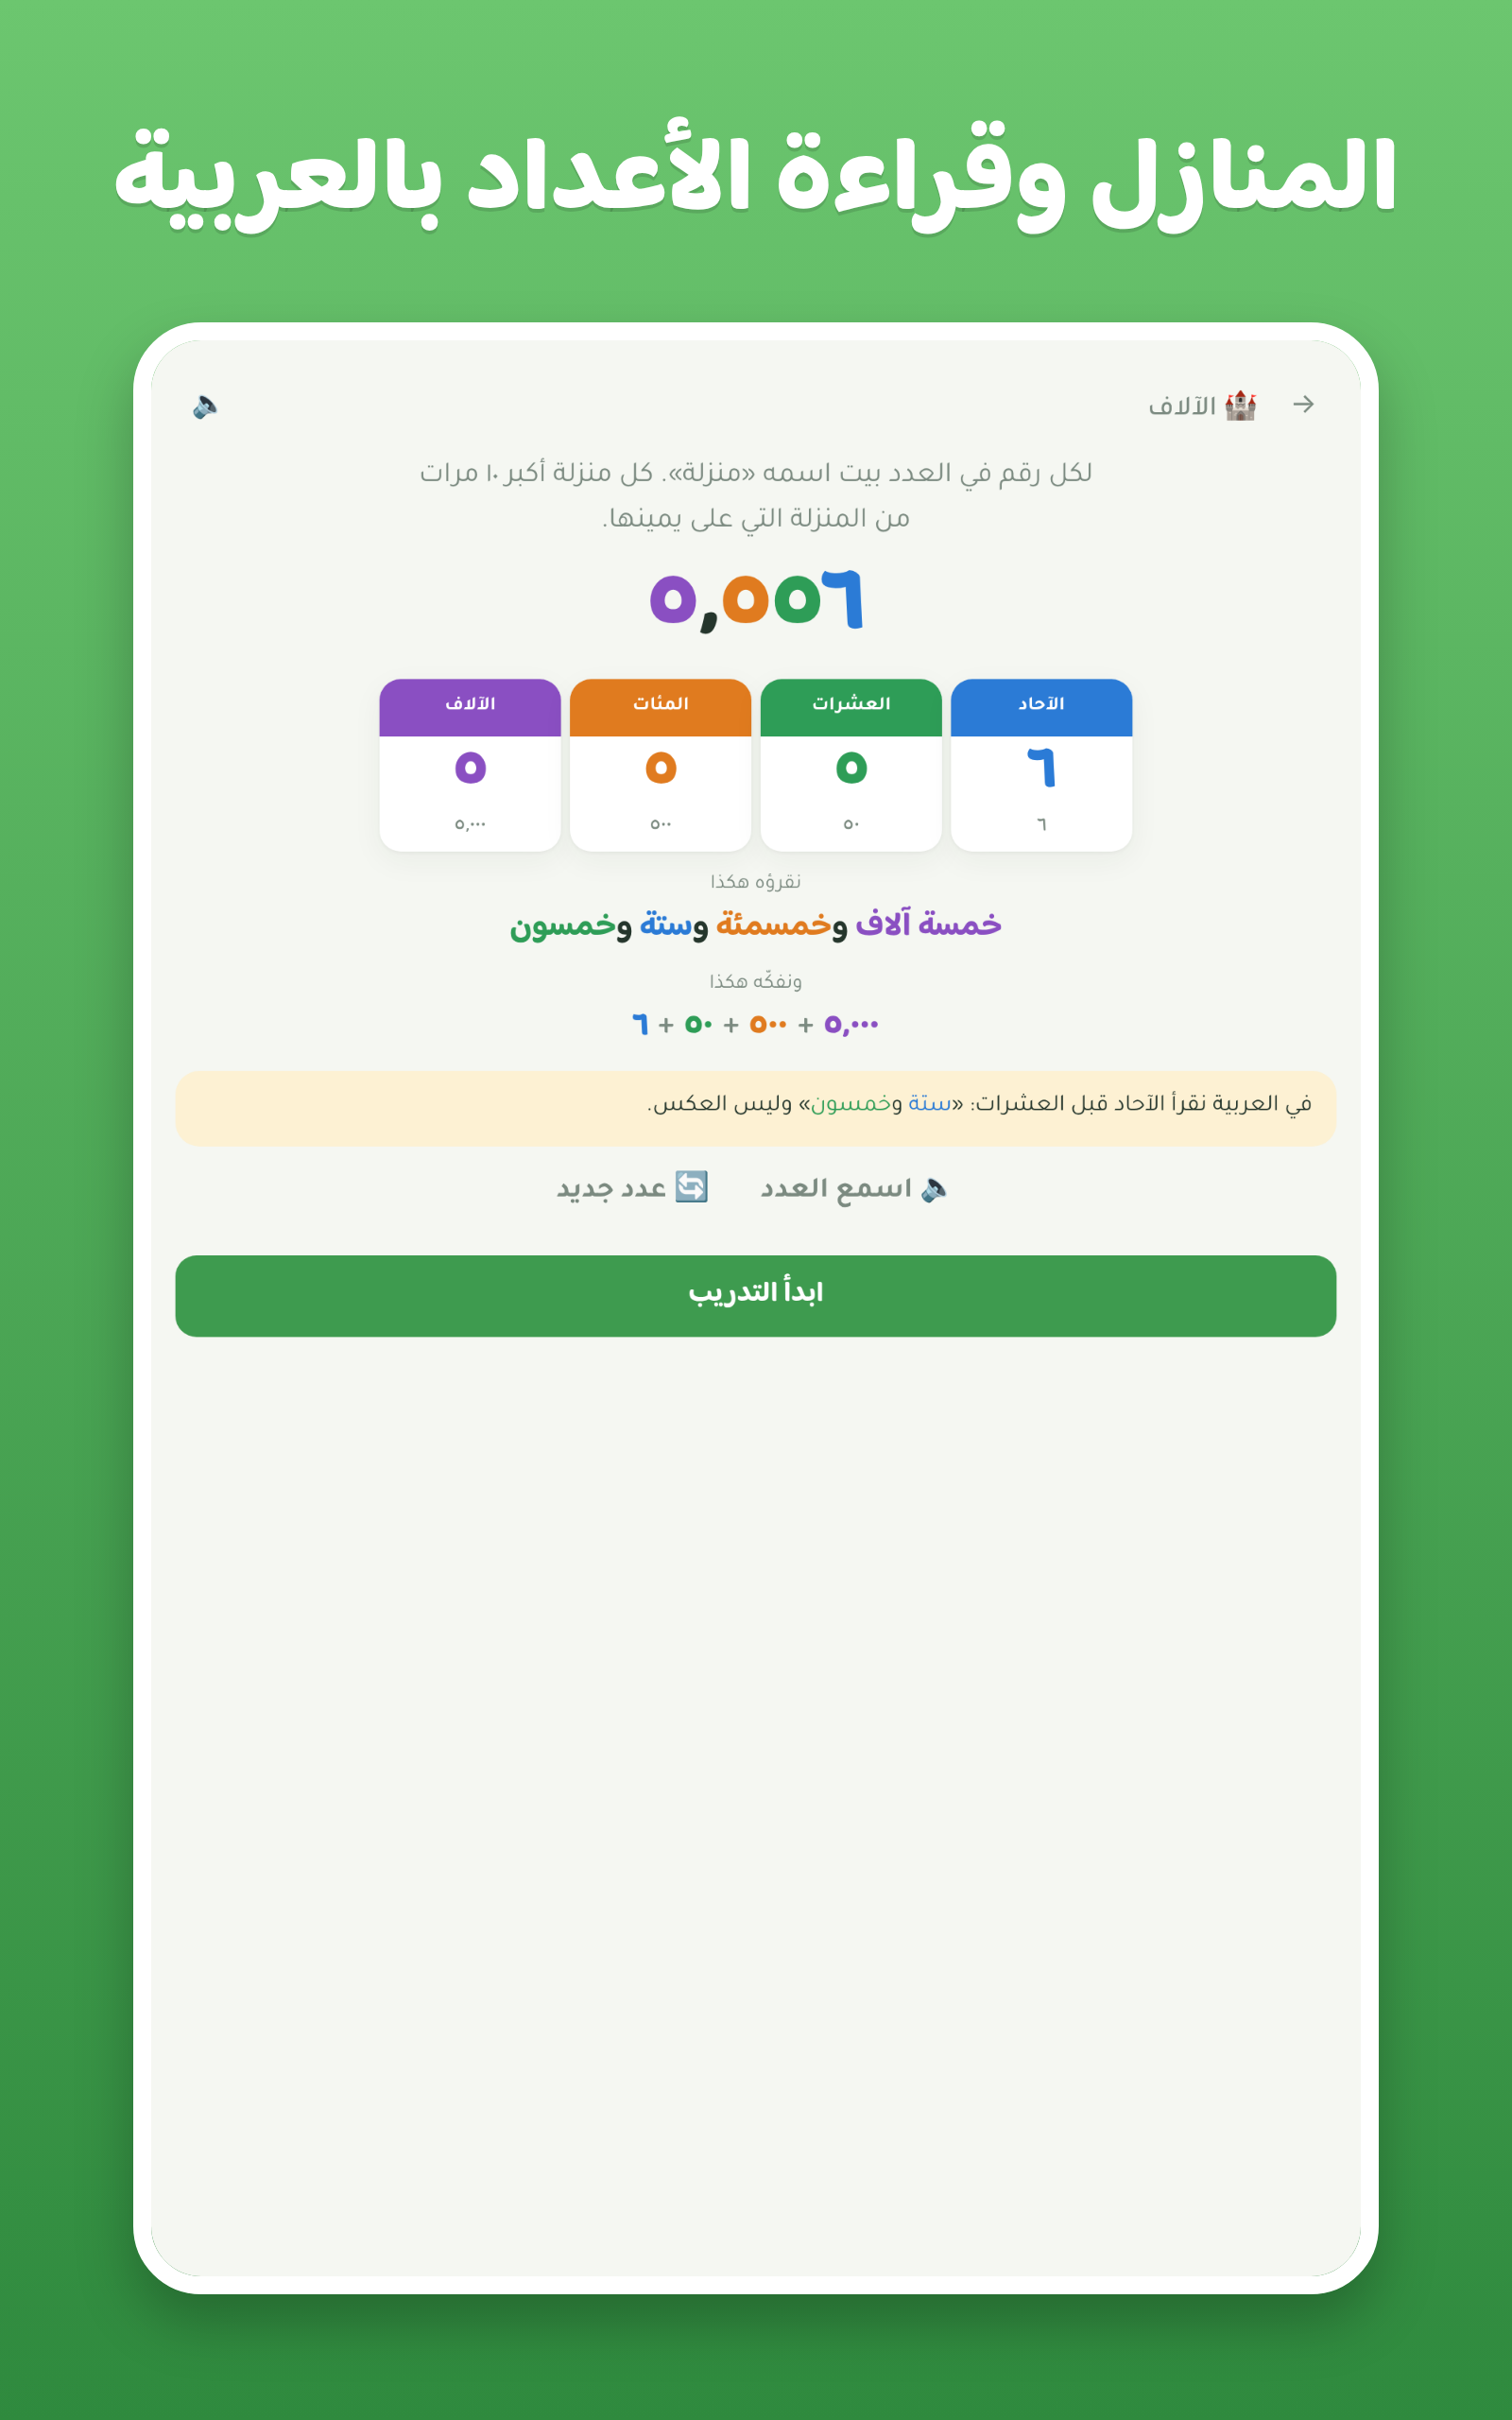 المنازل وقراءة الأعداد بالعربية
الآلاف
لكل رقم في العدد بيت اسمه «منزلة». كل منزلة أكبر ١٠ مرات
من المنزلة التي على يمينها.
٥,٥٥٦
الآحاد العشرات المئات الآلاف
٦ ٥ ٥ ٥
٦ ٥٠ ٥٠٠ ٥,٠٠٠
نقرؤه هكذا
خمسة آلاف وخمسمئة وستة وخمسون
ونفكّه هكذا
٥,٠٠٠ + ٥٠٠ + ٥٠ + ٦
في العربية نقرأ الآحاد قبل العشرات: «ستة وخمسون» وليس العكس.
اسمع العدد عدد جديد
ابدأ التدريب